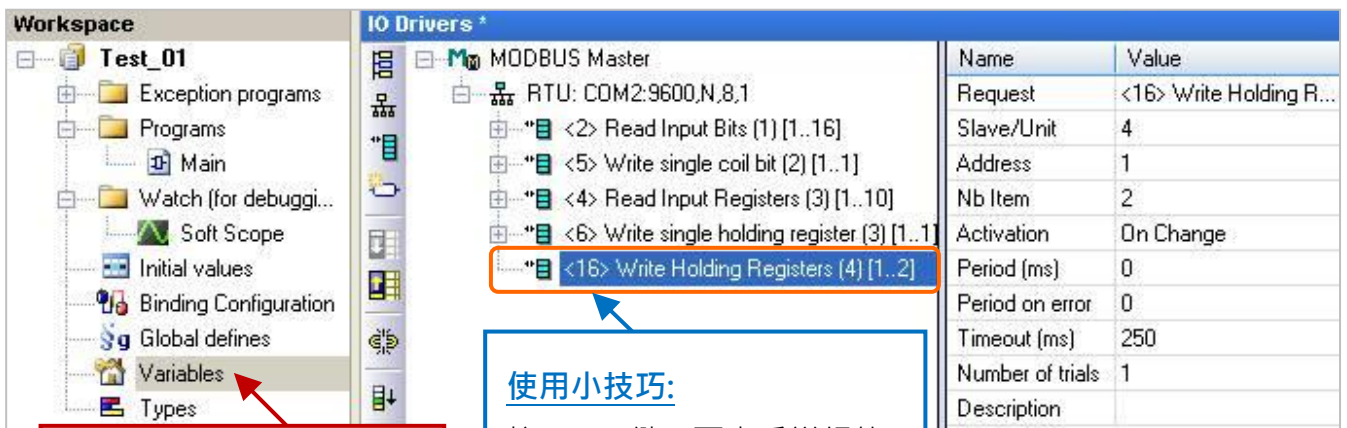 Workspace
Test_01
Exception programs
Programs
Main
Watch (for debuggi...
Soft Scope
Initial values
Binding Configuration
Global defines
Variables
Types
IO Drivers *
MODBUS Master
RTU: COM2:9600,N,8,1
<2> Read Input Bits (1) [1..16]
<5> Write single coil bit (2) [1..1]
<4> Read Input Registers (3) [1..10]
<6> Write single holding register (3) [1..1]
<16> Write Holding Registers (4) [1..2]
使用小技巧:
Name Value
Request <16> Write Holding R...
Slave/Unit 4
Address 1
Nb Item 2
Activation On Change
Period (ms) 0
Period on error 0
Timeout (ms) 250
Number of trials 1
Description